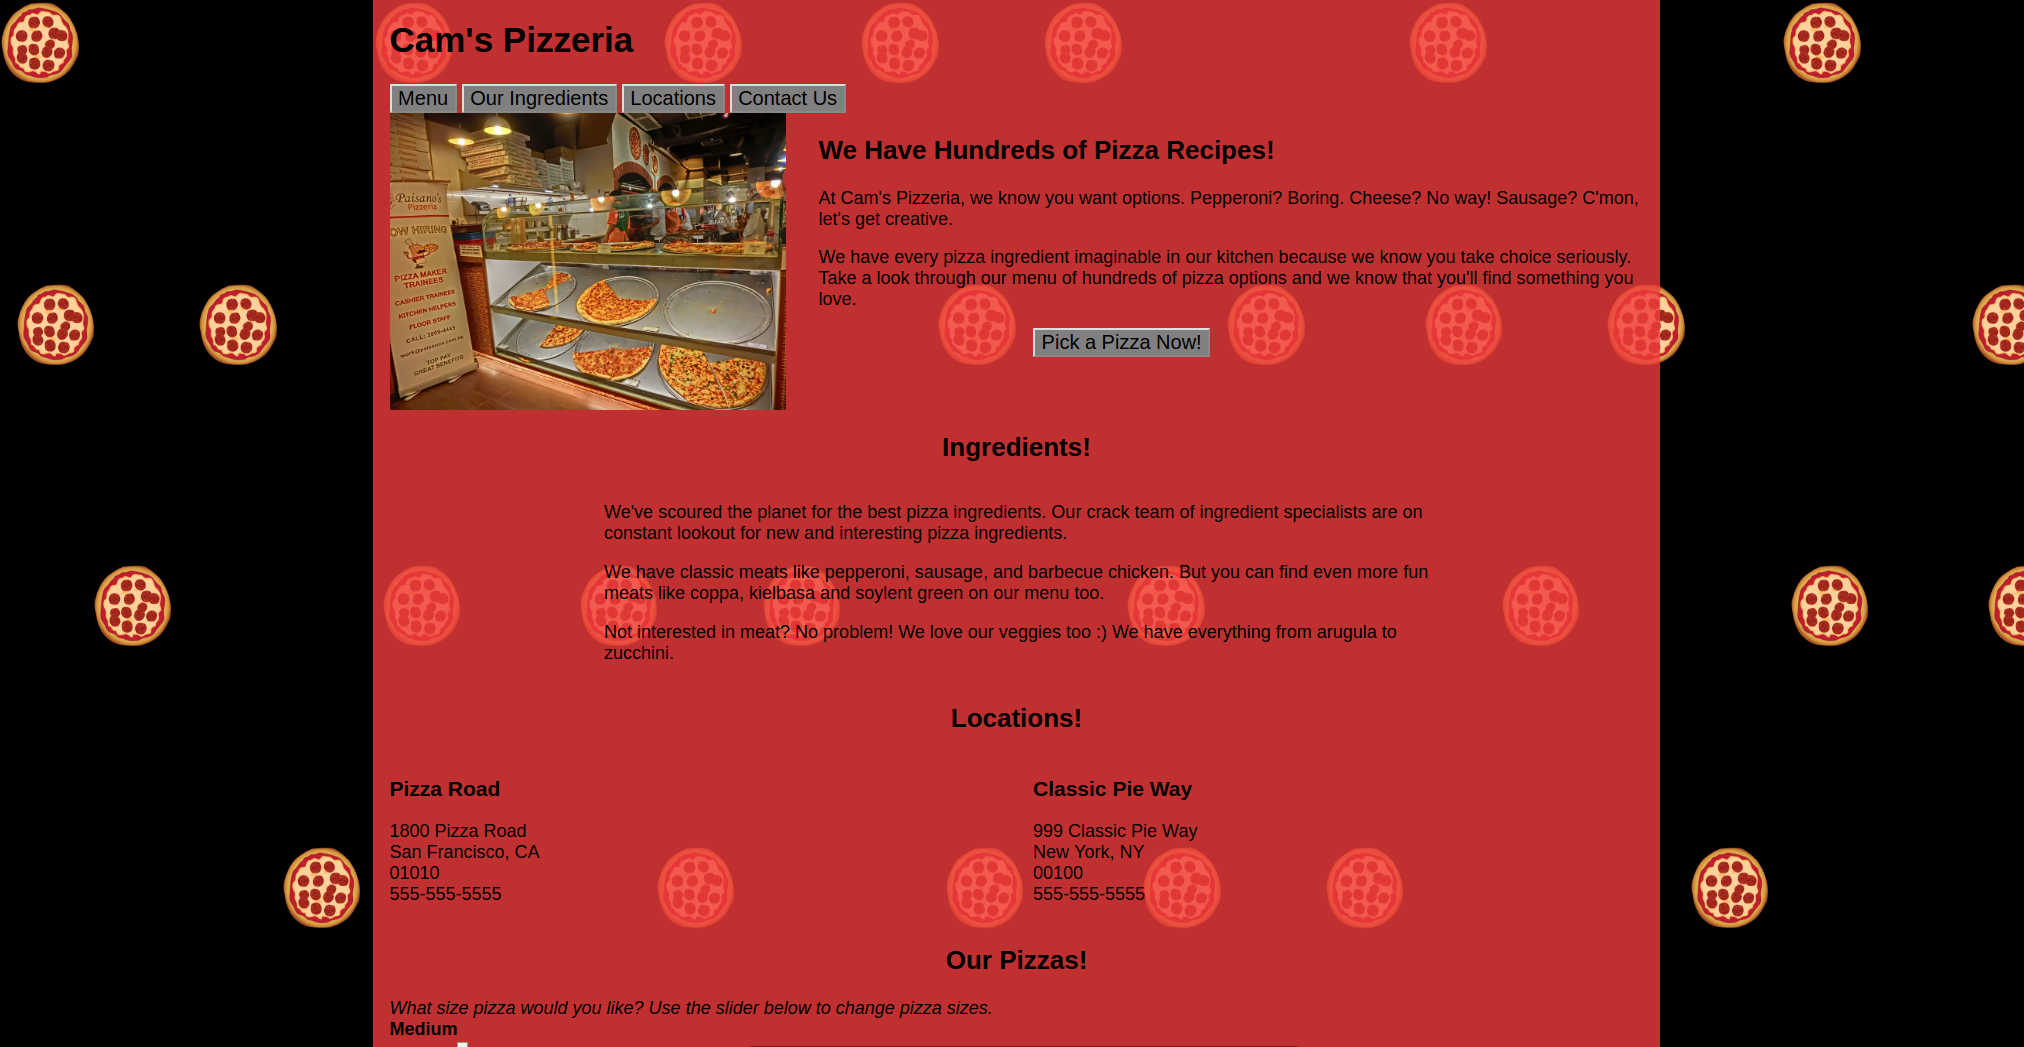 Cam's Pizzeria
Menu
Our Ingredients
Locations
Contact Us
Paisano's
Pizzeria
OW HIRING
PIZZA MAKER
TRAINEES
CASHIER TRAINEES
KITCHEN HELPERS
FLOOR STAFF
TOP PAY
GREAT BENEFITS
We Have Hundreds of Pizza Recipes!
At Cam's Pizzeria, we know you want options. Pepperoni? Boring. Cheese? No way! Sausage? C'mon,
let's get creative.
We have every pizza ingredient imaginable in our kitchen because we know you take choice seriously.
Take a look through our menu of hundreds of pizza options and we know that you'll find something you
love.
Pick a Pizza Now!
Ingredients!
We've scoured the planet for the best pizza ingredients. Our crack team of ingredient specialists are on
constant lookout for new and interesting pizza ingredients.
We have classic meats like pepperoni, sausage, and barbecue chicken. But you can find even more fun
meats like coppa, kielbasa and soylent green on our menu too.
Not interested in meat? No problem! We love our veggies too :) We have everything from arugula to
zucchini.
Locations!
Pizza Road
1800 Pizza Road
San Francisco, CA
01010
555-555-5555
Classic Pie Way
999 Classic Pie Way
New York, NY
00100
555-555-5555
Our Pizzas!
What size pizza would you like? Use the slider below to change pizza sizes.
Medium